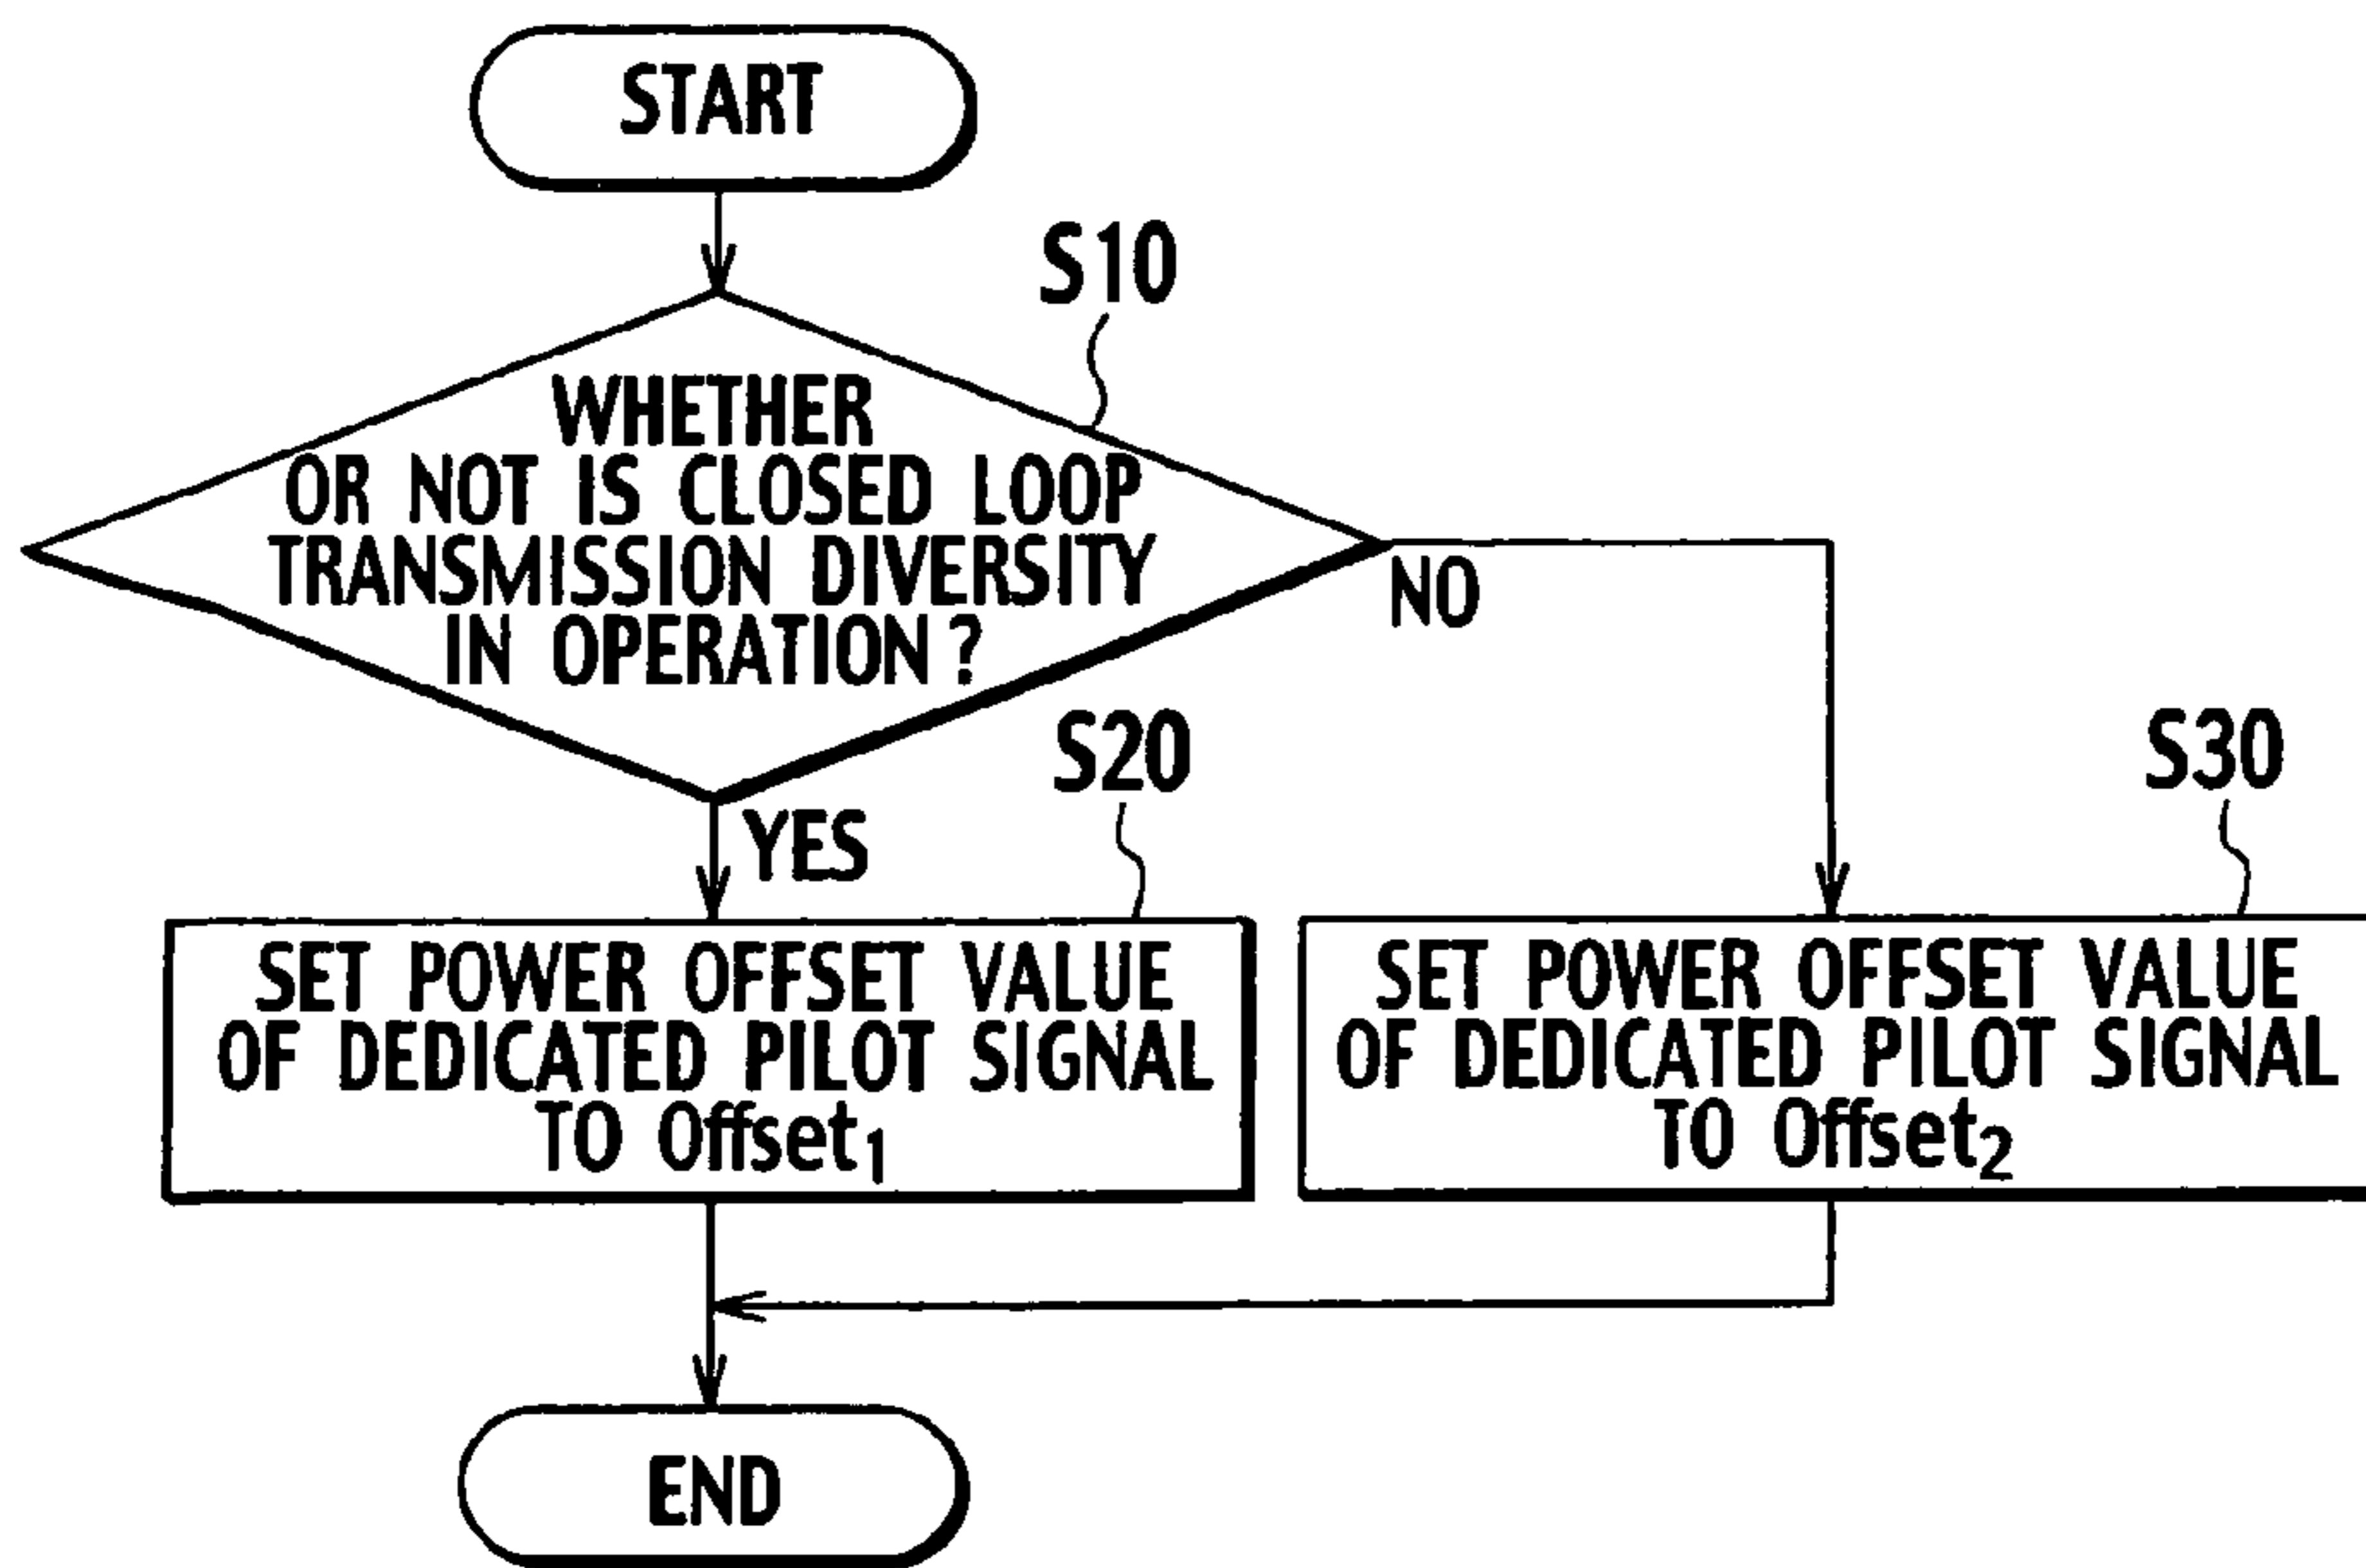 START
S10
WHETHER
OR NOT IS CLOSED LOOP
TRANSMISSION DIVERSITY
IN OPERATION?
NO
YES
S20
SET POWER OFFSET VALUE
OF DEDICATED PILOT SIGNAL
TO Offset₁
S30
SET POWER OFFSET VALUE
OF DEDICATED PILOT SIGNAL
TO Offset₂
END